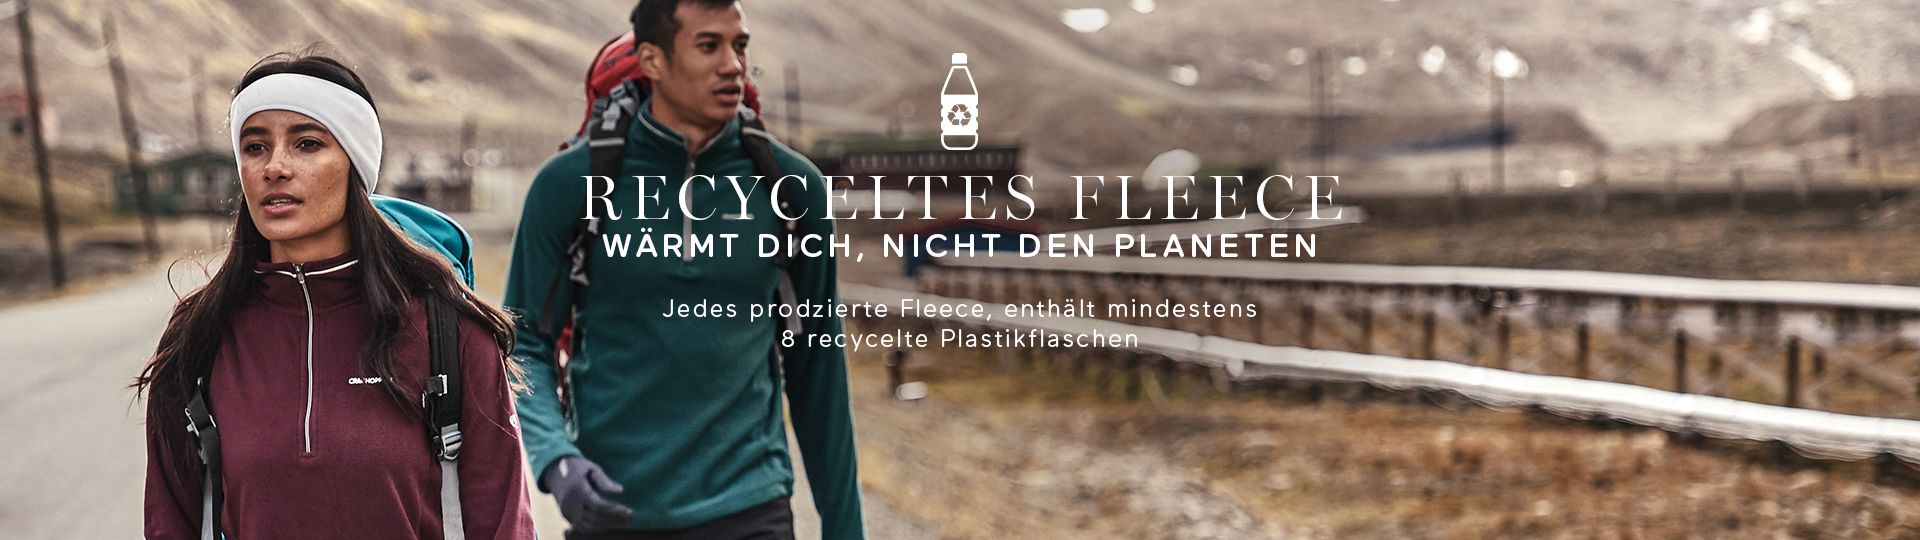 RECYCELTES FLEECE
WÄRMT DICH, NICHT DEN PLANETEN
Jedes prodzierte Fleece, enthält mindestens
8 recycelte Plastikflaschen